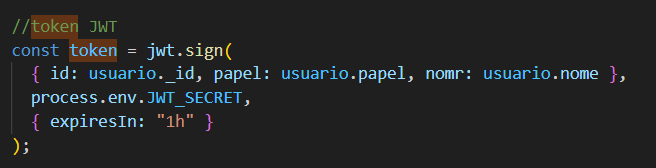 //token JWT
const token = jwt.sign(
  { id: usuario._id, papel: usuario.papel, nomr: usuario.nome },
  process.env.JWT_SECRET,
  { expiresIn: "1h" }
);